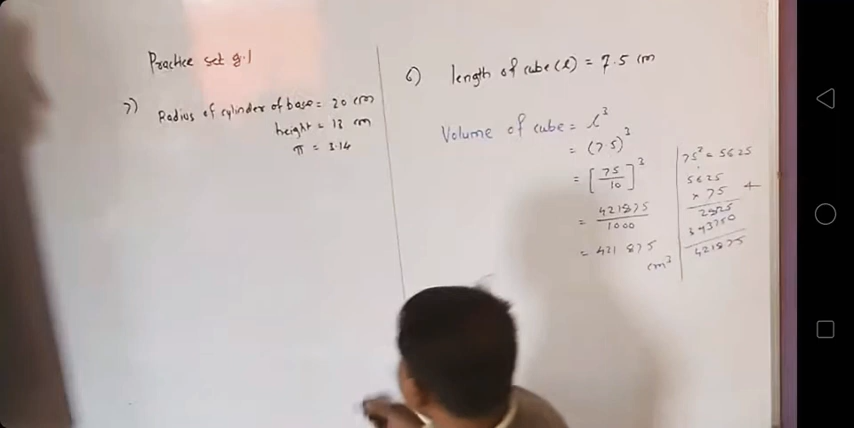 Practice set 9.1
7) Radius of cylinder of base = 20 cm
height = 13 cm
π = 3.14
6) length of cube (l) = 7.5 cm
Volume of cube = l³
= (7.5)³
= [75/10]³
= 421875/1000
= 421 875 cm³
75² = 5625
5625
× 75
421875